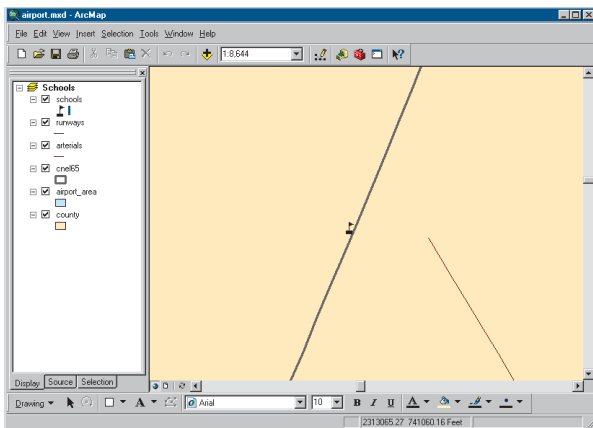 airport.mxd - ArcMap
File Edit View Insert Selection Tools Window Help
1:8,644
Schools
schools
runways
arterials
cnel65
airport_area
county
Display Source Selection
Drawing A Arial 10 B I U A
2313065.27 741060.16 Feet